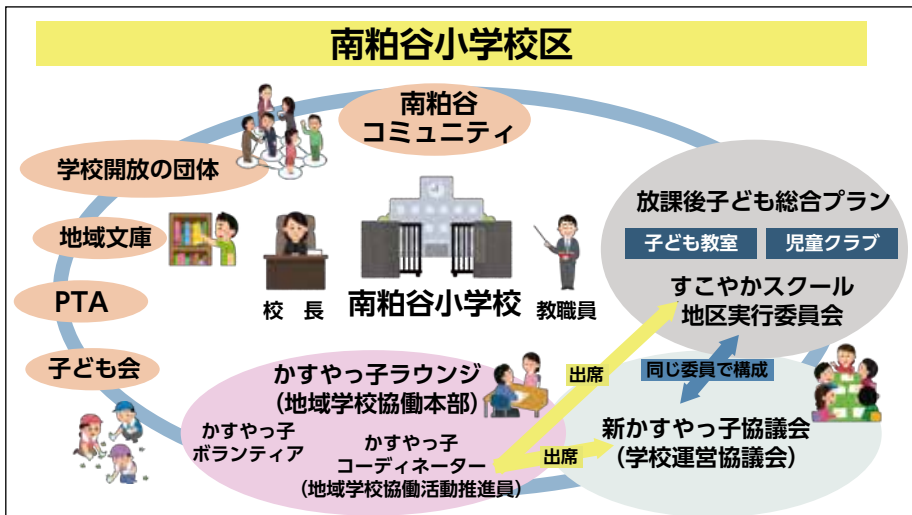 南粕谷小学校区
南粕谷
コミュニティ
学校開放の団体
地域文庫
PTA
子ども会
校 長
南粕谷小学校
教職員
放課後子ども総合プラン
子ども教室
児童クラブ
すこやかスクール
地区実行委員会
かすやっ子ラウンジ
(地域学校協働本部)
かすやっ子
ボランティア
かすやっ子
コーディネーター
(地域学校協働活動推進員)
出席
出席
同じ委員で構成
新かすやっ子協議会
(学校運営協議会)